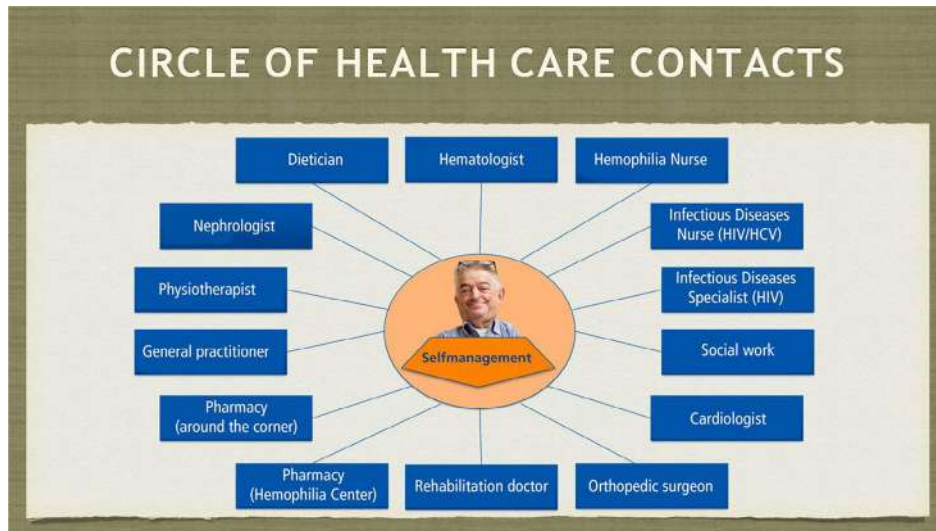 CIRCLE OF HEALTH CARE CONTACTS
Dietician
Hematologist
Hemophilia Nurse
Nephrologist
Infectious Diseases
Nurse (HIV/HCV)
Physiotherapist
Infectious Diseases
Specialist (HIV)
Selfmanagement
General practitioner
Social work
Pharmacy
(around the corner)
Cardiologist
Pharmacy
(Hemophilia Center)
Rehabilitation doctor
Orthopedic surgeon